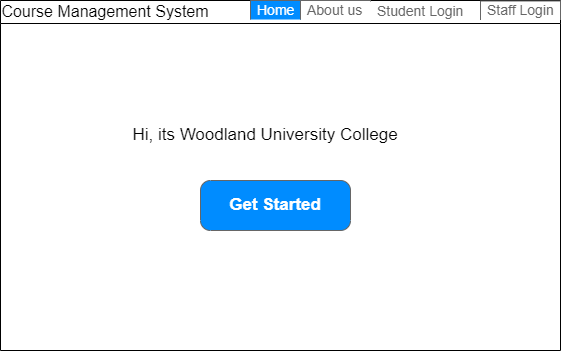 Course Management System Home About us Student Login Staff Login
Hi, its Woodland University College
Get Started